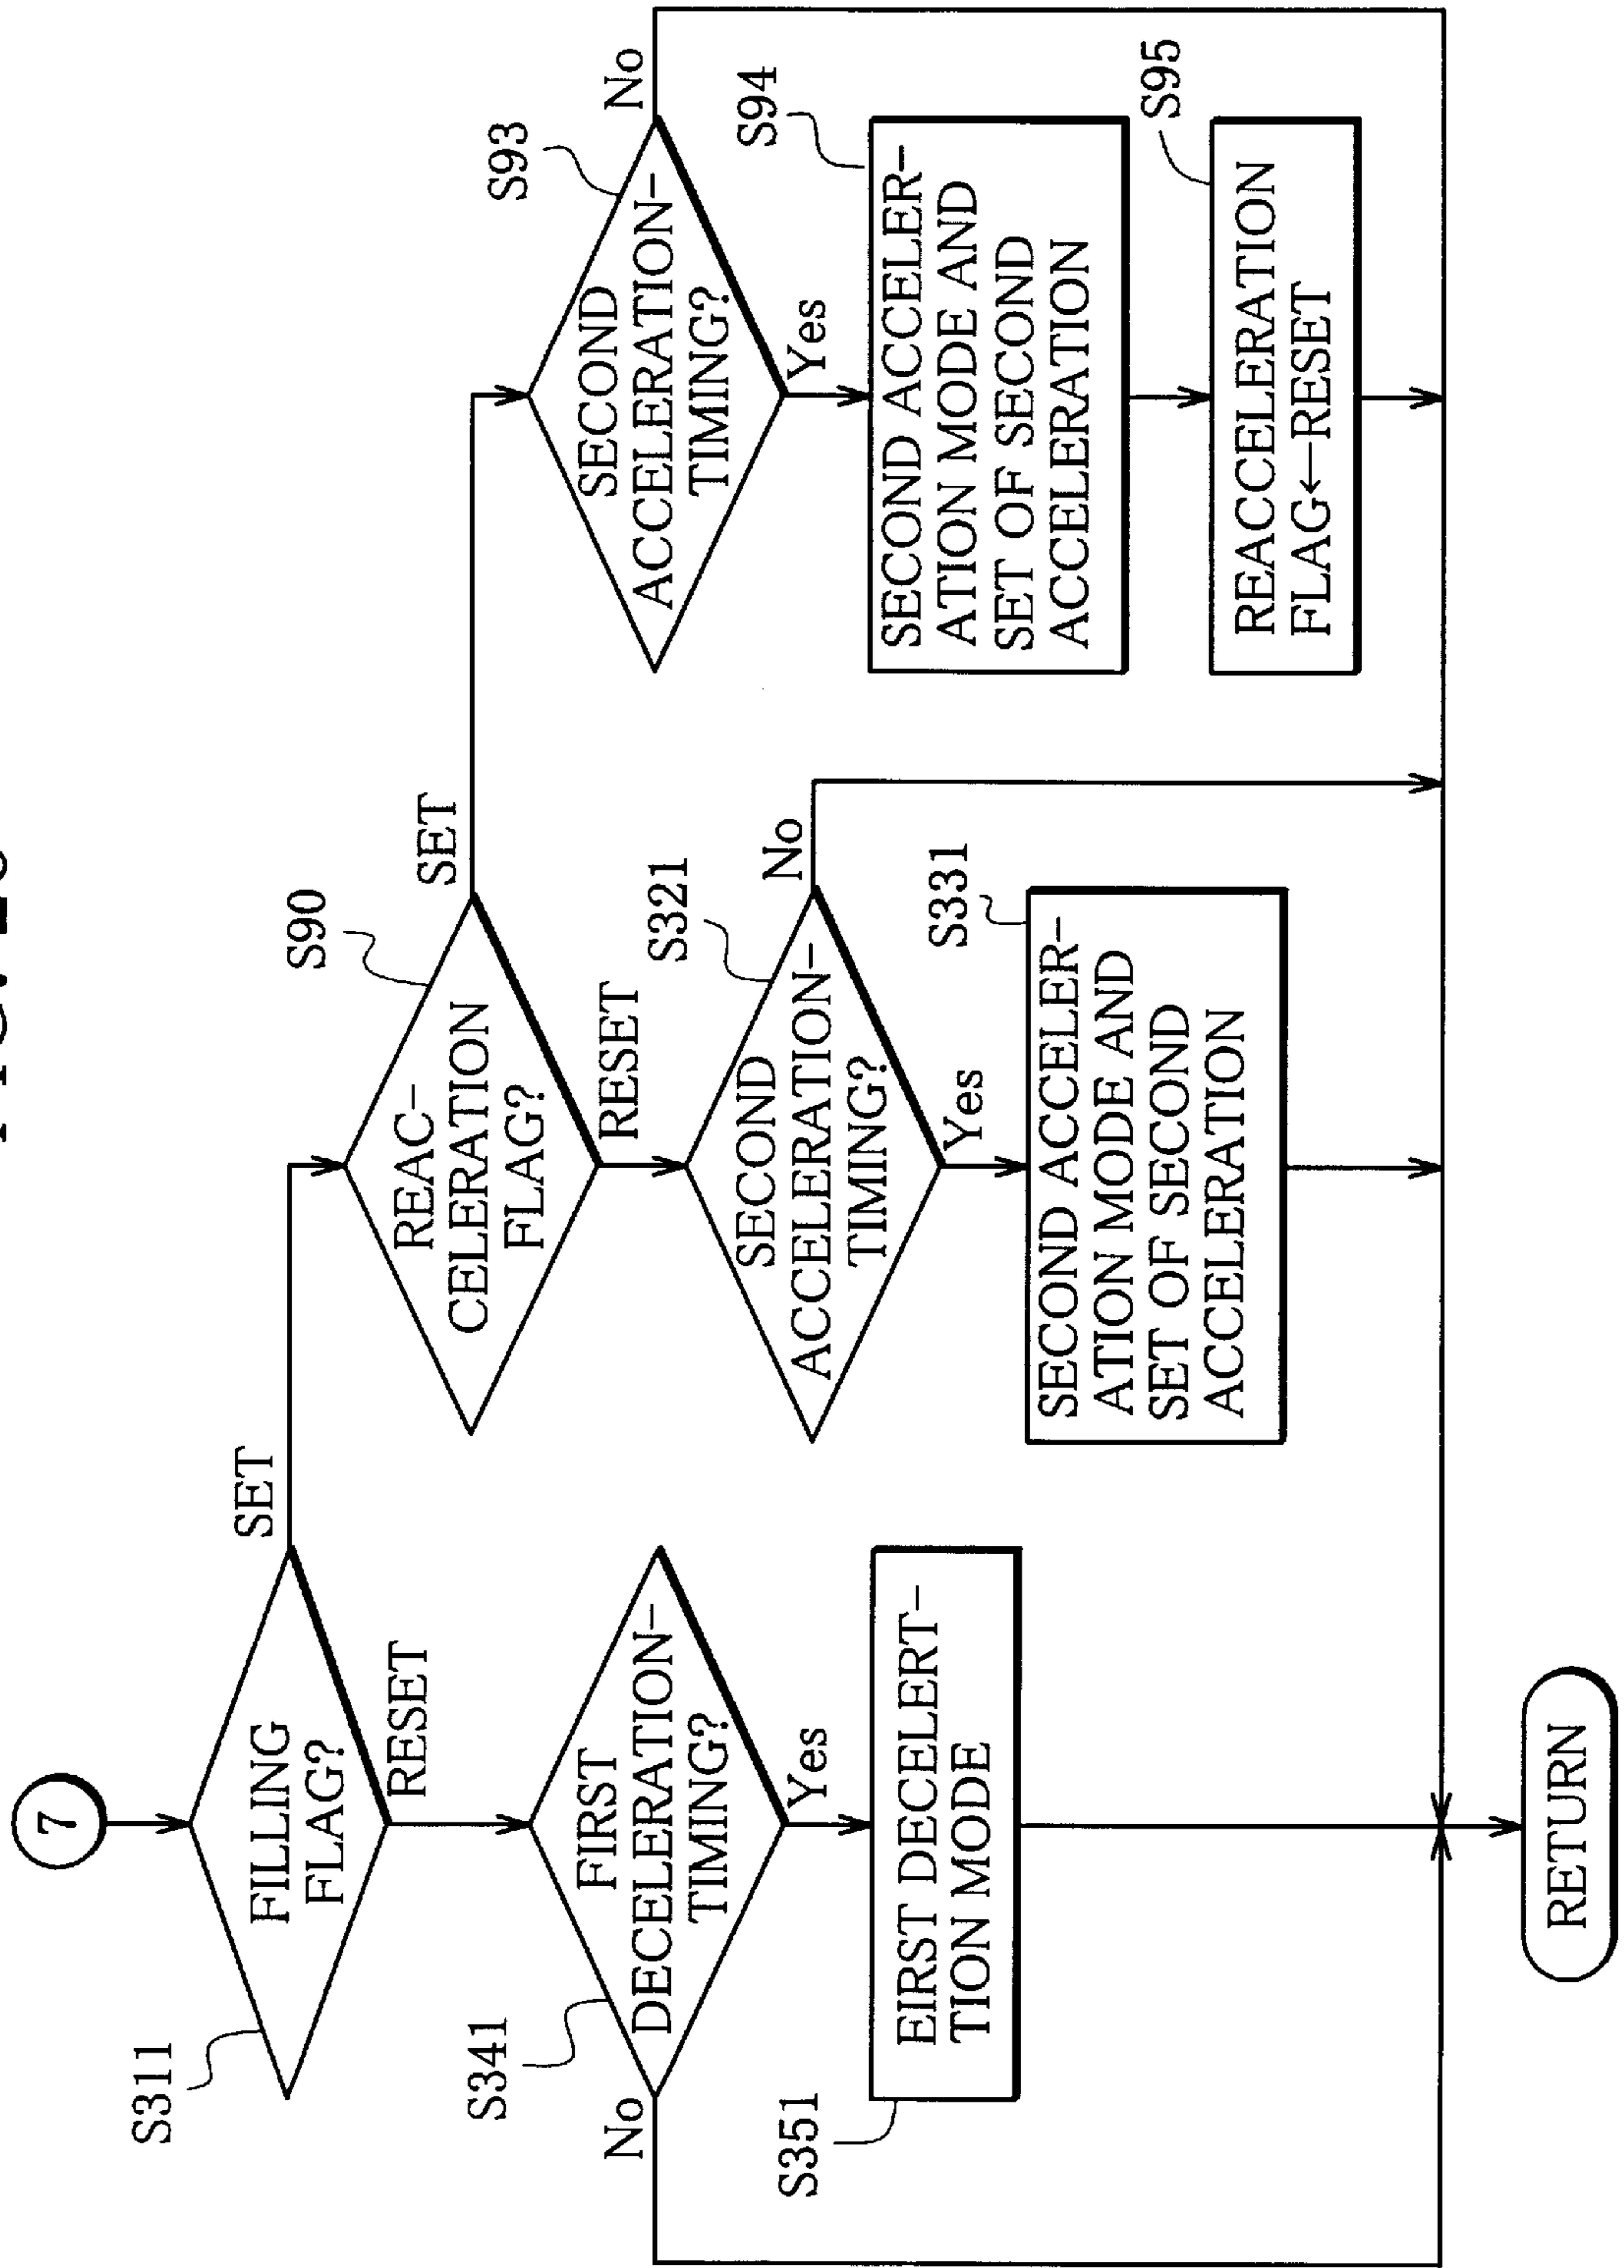 7
S311
FILLING
FLAG?
SET
RESET
S341
FIRST
DECELERATION-
TIMING?
No
Yes
S351
EIRST DECELERT-
TION MODE
S90
REAC-
CELERATION
FLAG?
SET
RESET
S321
SECOND
ACCELERATION-
TIMING?
No
Yes
S331
SECOND ACCELER-
ATION MODE AND
SET OF SECOND
ACCELERATION
S93
SECOND
ACCELERATION-
TIMING?
No
Yes
S94
SECOND ACCELER-
ATION MODE AND
SET OF SECOND
ACCELERATION
S95
REACCELERATION
FLAG←RESET
RETURN